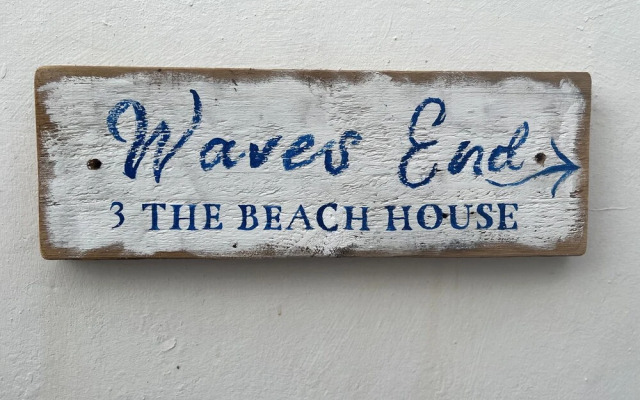 Waves End
3 THE BEACH HOUSE